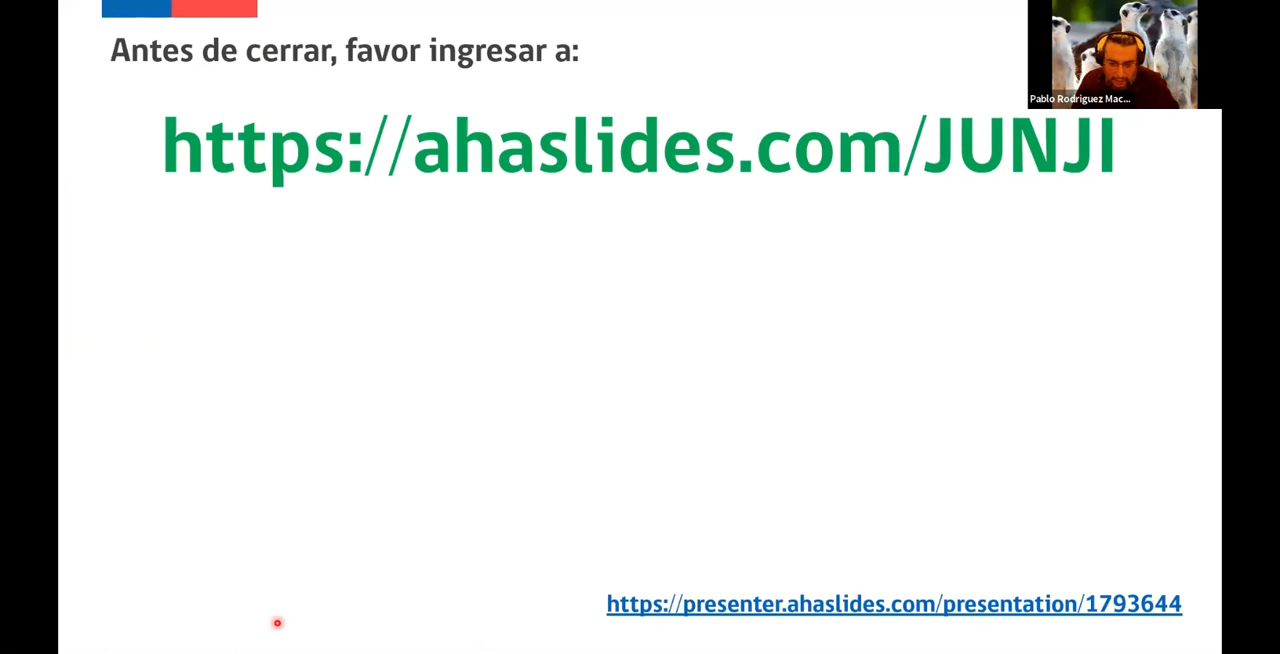 Antes de cerrar, favor ingresar a:
Pablo Rodriguez Mac...
https://ahaslides.com/JUNJI
https://presenter.ahaslides.com/presentation/1793644